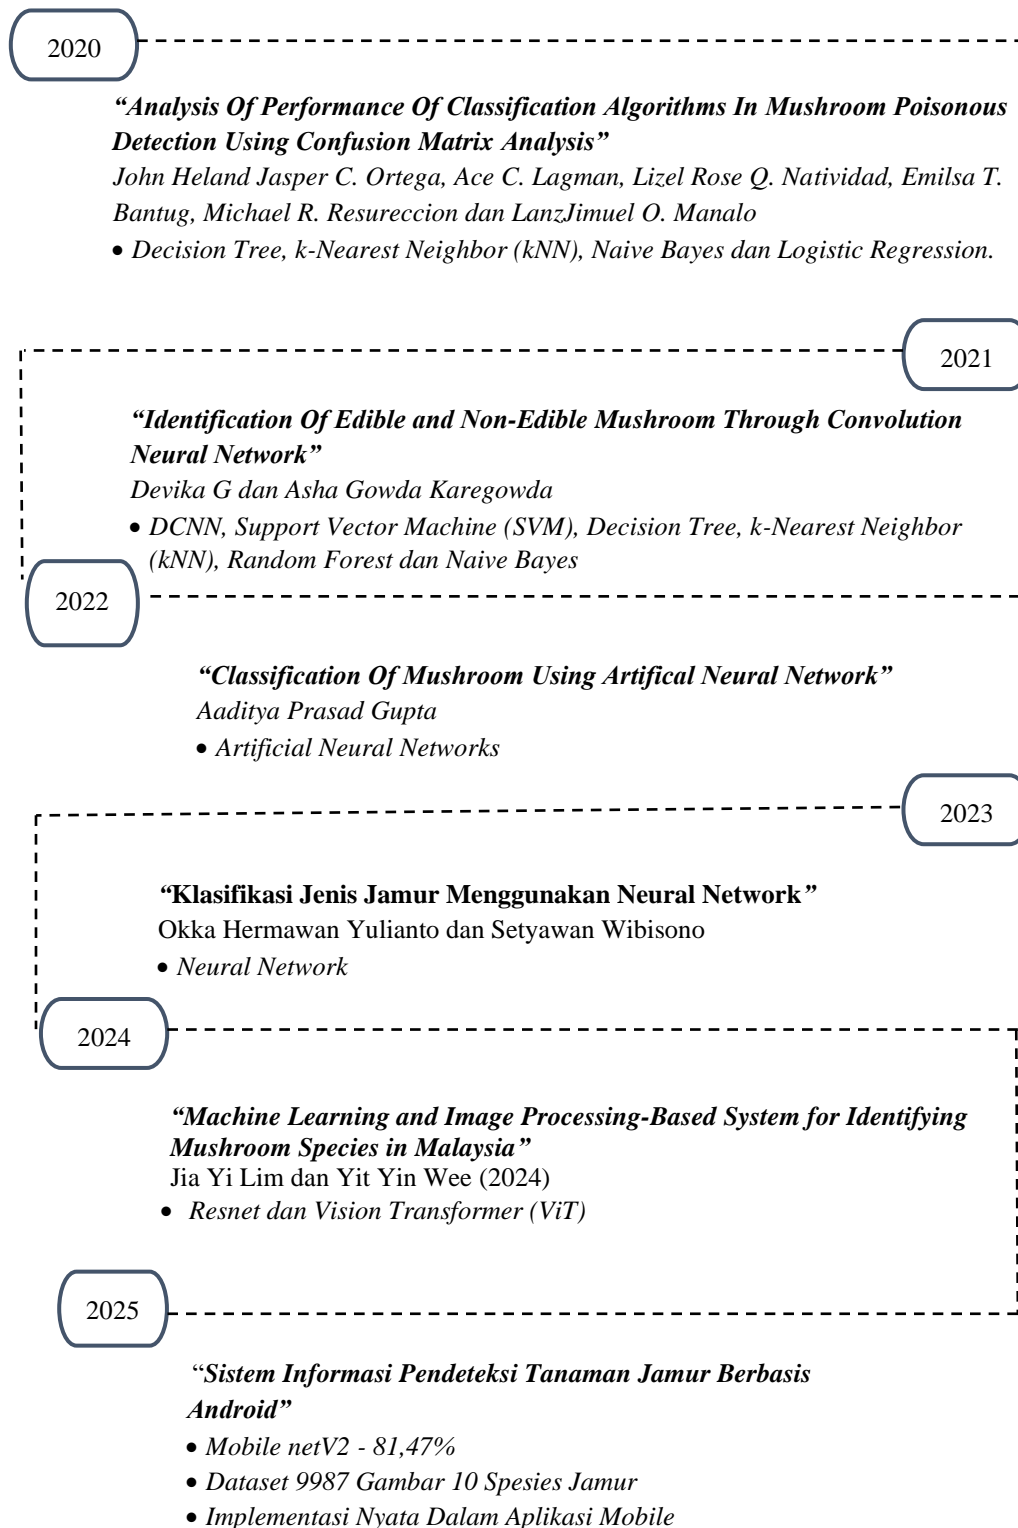 2020
“Analysis Of Performance Of Classification Algorithms In Mushroom Poisonous
Detection Using Confusion Matrix Analysis”
John Heland Jasper C. Ortega, Ace C. Lagman, Lizel Rose Q. Natividad, Emilsa T.
Bantug, Michael R. Resureccion dan LanzJimuel O. Manalo
• Decision Tree, k-Nearest Neighbor (kNN), Naive Bayes dan Logistic Regression.
2021
“Identification Of Edible and Non-Edible Mushroom Through Convolution
Neural Network”
Devika G dan Asha Gowda Karegowda
• DCNN, Support Vector Machine (SVM), Decision Tree, k-Nearest Neighbor
(kNN), Random Forest dan Naive Bayes
2022
“Classification Of Mushroom Using Artifical Neural Network”
Aaditya Prasad Gupta
• Artificial Neural Networks
2023
“Klasifikasi Jenis Jamur Menggunakan Neural Network”
Okka Hermawan Yulianto dan Setyawan Wibisono
• Neural Network
2024
“Machine Learning and Image Processing-Based System for Identifying
Mushroom Species in Malaysia”
Jia Yi Lim dan Yit Yin Wee (2024)
• Resnet dan Vision Transformer (ViT)
2025
“Sistem Informasi Pendeteksi Tanaman Jamur Berbasis
Android”
• Mobile netV2 - 81,47%
• Dataset 9987 Gambar 10 Spesies Jamur
• Implementasi Nyata Dalam Aplikasi Mobile